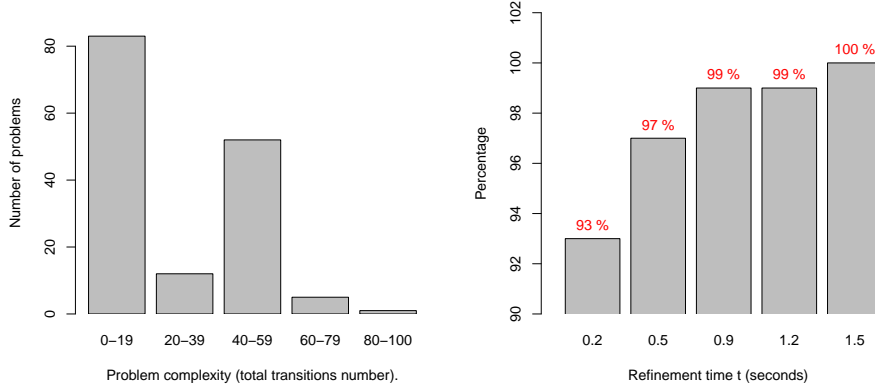 Number of problems
80
60
40
20
0
0–19 20–39 40–59 60–79 80–100
Problem complexity (total transitions number).
Percentage
102
100
98
96
94
92
90
93 %
97 %
99 %
99 %
100 %
0.2 0.5 0.9 1.2 1.5
Refinement time t (seconds)